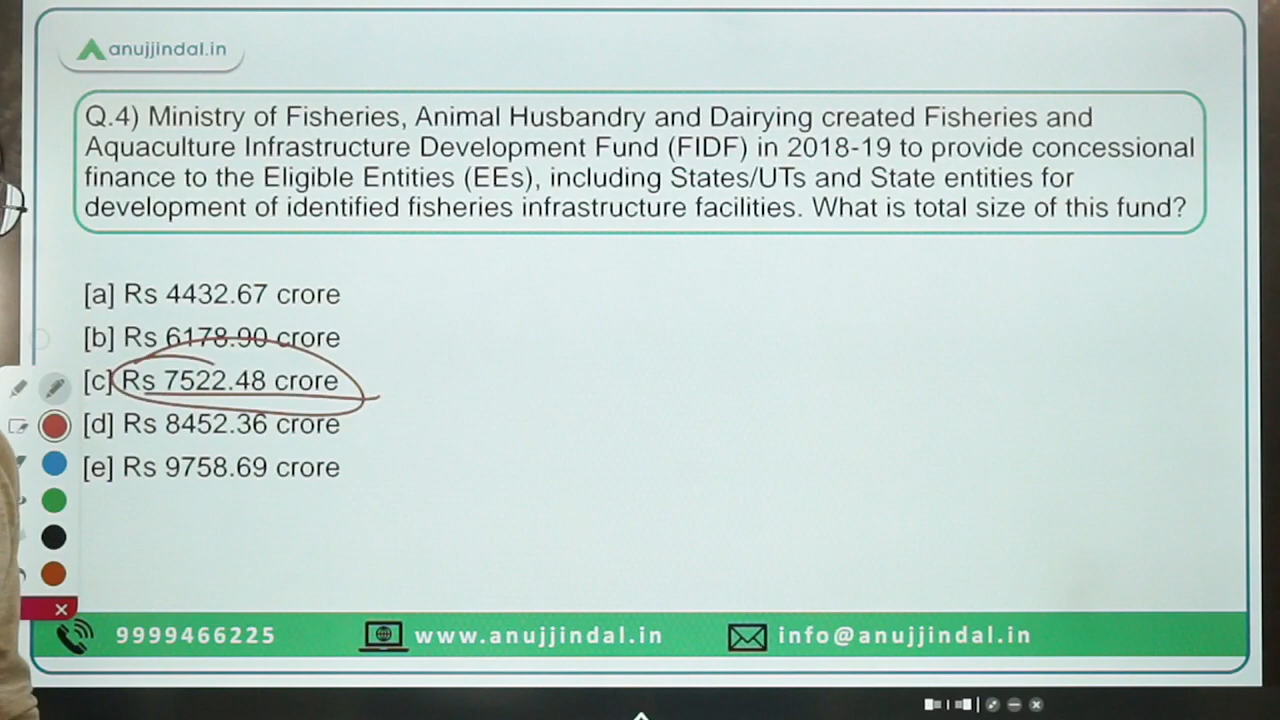 anujjindal.in
Q.4) Ministry of Fisheries, Animal Husbandry and Dairying created Fisheries and
Aquaculture Infrastructure Development Fund (FIDF) in 2018-19 to provide concessional
finance to the Eligible Entities (EEs), including States/UTs and State entities for
development of identified fisheries infrastructure facilities. What is total size of this fund?
[a] Rs 4432.67 crore
[b] Rs 6178.90 crore
[c] Rs 7522.48 crore
[d] Rs 8452.36 crore
[e] Rs 9758.69 crore
9999466225 www.anujjindal.in info@anujjindal.in